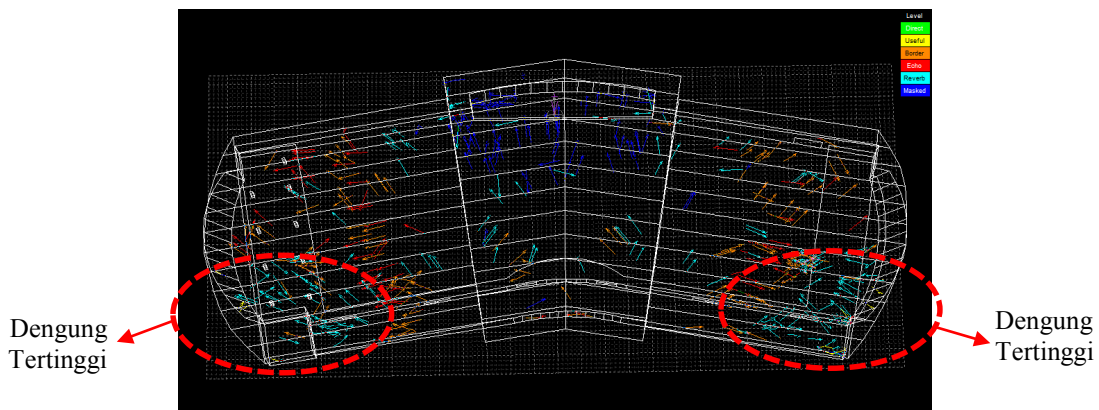 Level
Direct
Useful
Border
Echo
Reverb
Masked
Dengung
Tertinggi
Dengung
Tertinggi